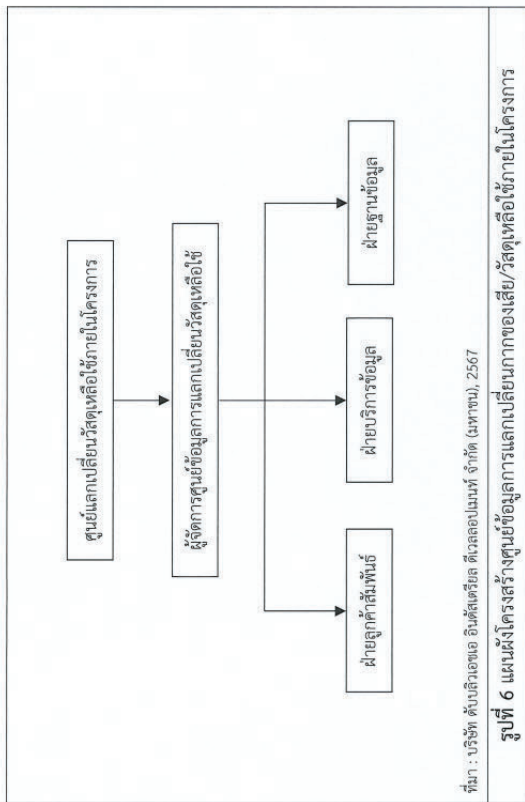 ศูนย์แลกเปลี่ยนวัสดุเหลือใช้ภายในโครงการ
ผู้จัดการศูนย์ข้อมูลการแลกเปลี่ยนวัสดุเหลือใช้
ฝ่ายลูกค้าสัมพันธ์
ฝ่ายบริการข้อมูล
ฝ่ายฐานข้อมูล
ที่มา : บริษัท ดับบลิวเอชเอ อินดัสเตรียล ดีเวลลอปเมนท์ จำกัด (มหาชน), 2567
รูปที่ 6 แผนผังโครงสร้างศูนย์ข้อมูลการแลกเปลี่ยนกากของเสีย/วัสดุเหลือใช้ภายในโครงการ